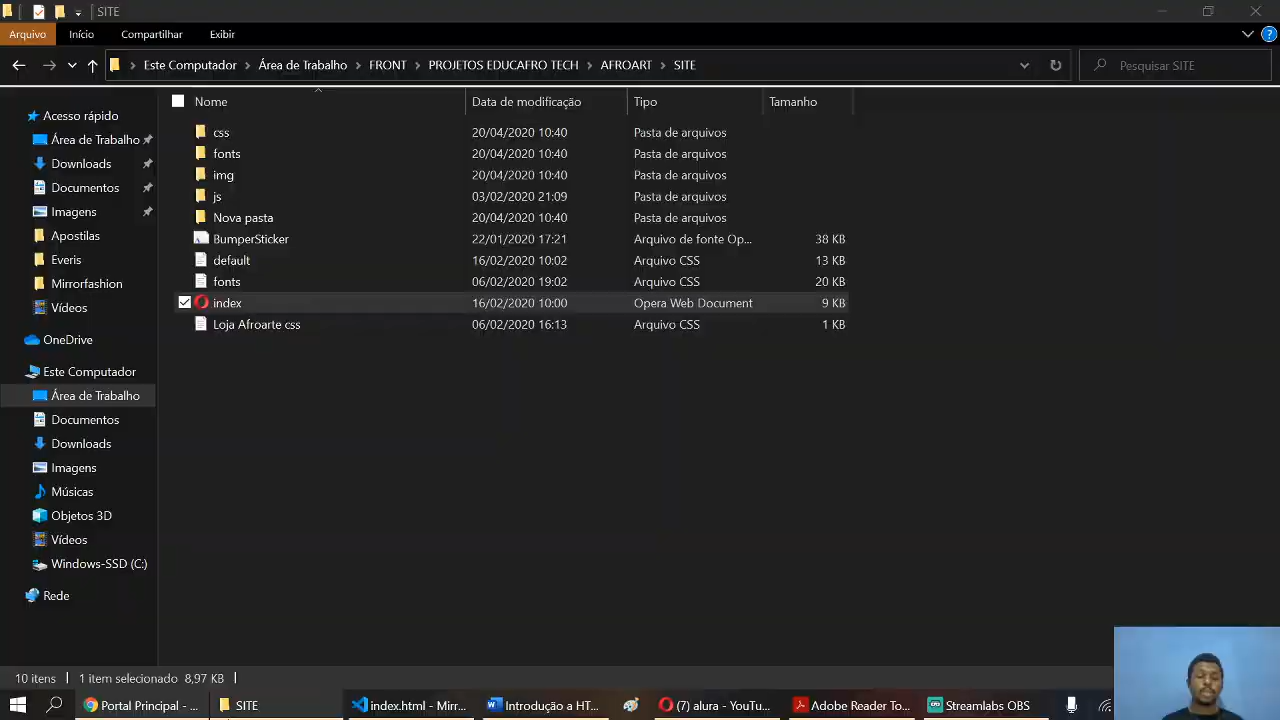 SITE
Arquivo Início Compartilhar Exibir
Este Computador Área de Trabalho FRONT PROJETOS EDUCAFRO TECH AFROART SITE Pesquisar SITE
Nome Data de modificação Tipo Tamanho
Acesso rápido
Área de Trabalho
Downloads
Documentos
Imagens
Apostilas
Everis
Mirrorfashion
Vídeos
OneDrive
Este Computador
Área de Trabalho
Documentos
Downloads
Imagens
Músicas
Objetos 3D
Vídeos
Windows-SSD (C:)
Rede
css 20/04/2020 10:40 Pasta de arquivos
fonts 20/04/2020 10:40 Pasta de arquivos
img 20/04/2020 10:40 Pasta de arquivos
js 03/02/2020 21:09 Pasta de arquivos
Nova pasta 20/04/2020 10:40 Pasta de arquivos
BumperSticker 22/01/2020 17:21 Arquivo de fonte Op... 38 KB
default 16/02/2020 10:02 Arquivo CSS 13 KB
fonts 06/02/2020 19:02 Arquivo CSS 20 KB
index 16/02/2020 10:00 Opera Web Document 9 KB
Loja Afroarte css 06/02/2020 16:13 Arquivo CSS 1 KB
10 itens 1 item selecionado 8,97 KB
Portal Principal - ... SITE index.html - Mirr... Introdução a HT... (7) alura - YouTu... Adobe Reader To... Streamlabs OBS